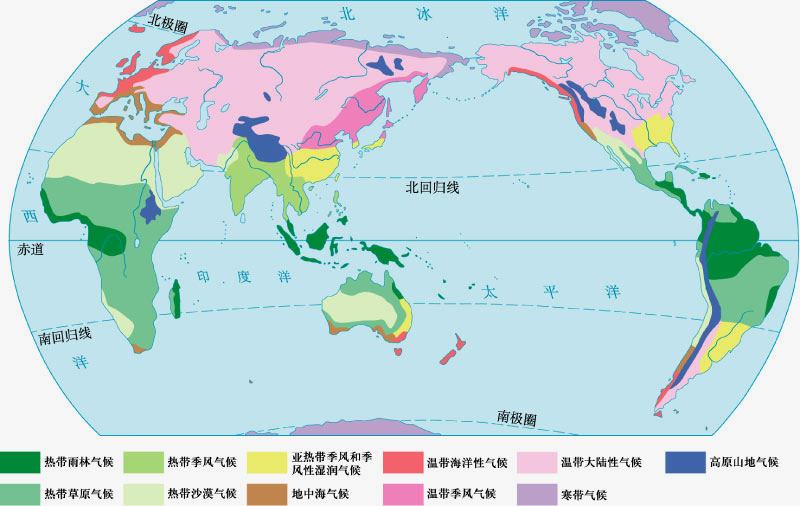 北冰洋
北极圈
大
西
洋
北回归线
赤道
印度洋
太平洋
南回归线
南极圈
热带雨林气候
热带季风气候
亚热带季风和季
风性湿润气候
温带海洋性气候
温带大陆性气候
高原山地气候
热带草原气候
热带沙漠气候
地中海气候
温带季风气候
寒带气候